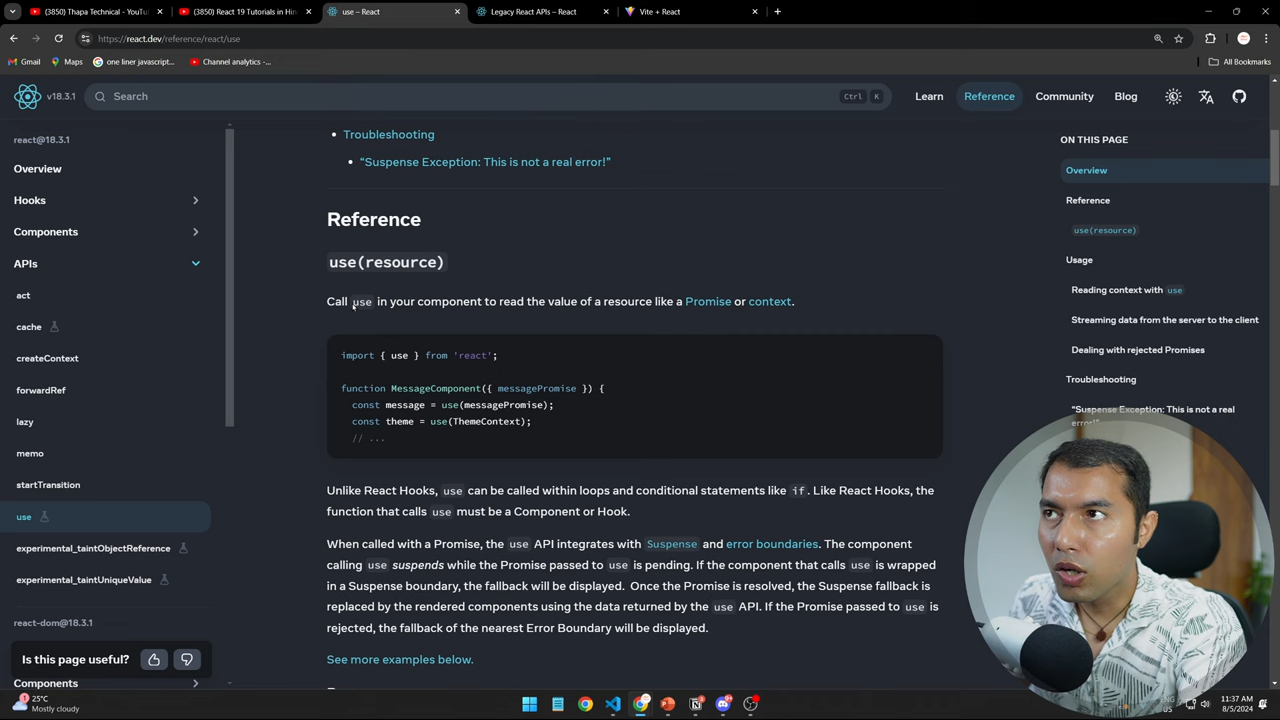 (3850) Thapa Technical - YouTu
(3850) React 19 Tutorials in Hin
use – React
Legacy React APIs – React
Vite + React
https://react.dev/reference/react/use
Gmail
Maps
one liner javascript...
Channel analytics -...
All Bookmarks
v18.3.1
Search
Ctrl K
Learn
Reference
Community
Blog
react@18.3.1
Overview
Hooks
Components
APIs
act
cache
createContext
forwardRef
lazy
memo
startTransition
use
experimental_taintObjectReference
experimental_taintUniqueValue
react-dom@18.3.1
Is this page useful?
Components
Troubleshooting
“Suspense Exception: This is not a real error!”
Reference
use(resource)
Call use in your component to read the value of a resource like a Promise or context.
import { use } from 'react';
function MessageComponent({ messagePromise }) {
const message = use(messagePromise);
const theme = use(ThemeContext);
// ...
Unlike React Hooks, use can be called within loops and conditional statements like if. Like React Hooks, the
function that calls use must be a Component or Hook.
When called with a Promise, the use API integrates with Suspense and error boundaries. The component
calling use suspends while the Promise passed to use is pending. If the component that calls use is wrapped
in a Suspense boundary, the fallback will be displayed. Once the Promise is resolved, the Suspense fallback is
replaced by the rendered components using the data returned by the use API. If the Promise passed to use is
rejected, the fallback of the nearest Error Boundary will be displayed.
See more examples below.
ON THIS PAGE
Overview
Reference
use(resource)
Usage
Reading context with use
Streaming data from the server to the client
Dealing with rejected Promises
Troubleshooting
“Suspense Exception: This is not a real
error!”
25°C
Mostly cloudy
11:37 AM
8/5/2024